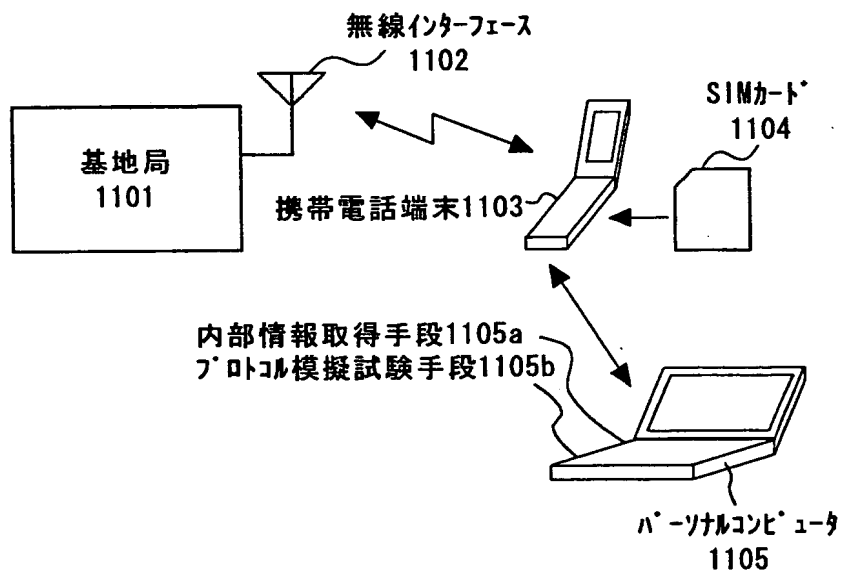 無線インターフェース
1102
SIMカード
1104
基地局
1101
携帯電話端末1103
内部情報取得手段1105a
プロトコル模擬試験手段1105b
パーソナルコンピュータ
1105